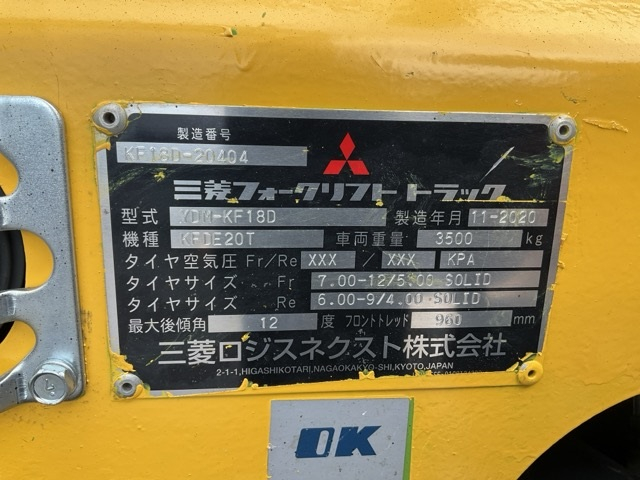 製造番号
KF18D-20404
三菱フォークリフト トラック
型式 YDM-KF18D 製造年月 11-2020
機種 KFDE20T 車両重量 3500 kg
タイヤ空気圧 Fr/Re XXX / XXX KPA
タイヤサイズ Fr 7.00-12/5.00 SOLID
タイヤサイズ Re 6.00-9/4.00 SOLID
最大後傾角 12 度 フロントトレッド 960 mm
三菱ロジスネクスト株式会社
2-1-1,HIGASHIKOTARI,NAGAOKAKYO-SHI,KYOTO,JAPAN
OK